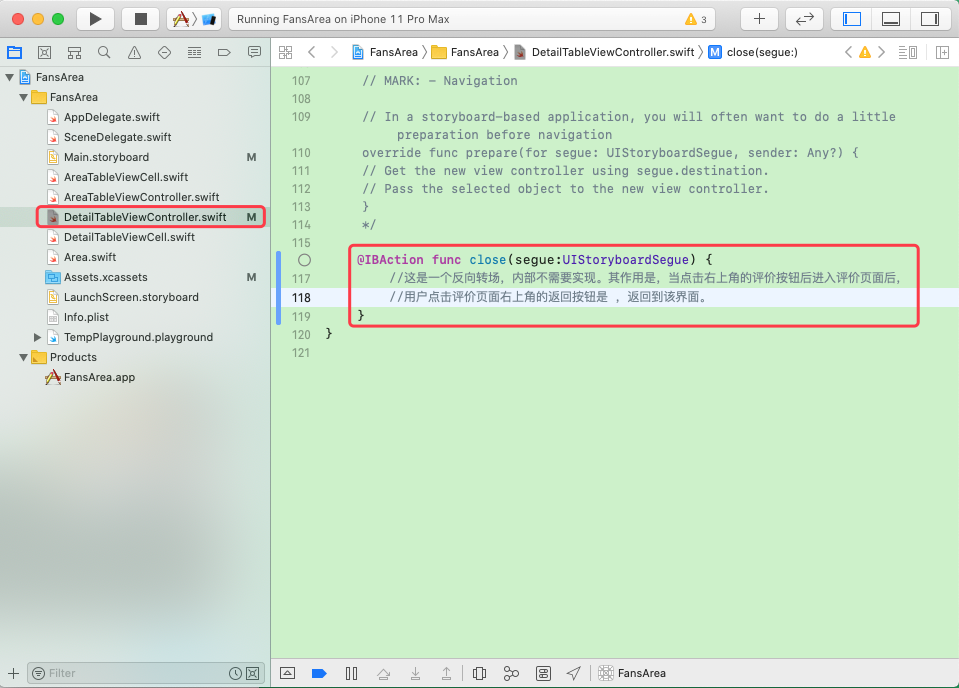 Running FansArea on iPhone 11 Pro Max
3
FansArea
FansArea
DetailTableViewController.swift
M
close(segue:)
FansArea
FansArea
AppDelegate.swift
SceneDelegate.swift
Main.storyboard M
AreaTableViewCell.swift
AreaTableViewController.swift
DetailTableViewController.swift M
DetailTableViewCell.swift
Area.swift
Assets.xcassets M
LaunchScreen.storyboard
Info.plist
TempPlayground.playground
Products
FansArea.app
Filter
107 // MARK: - Navigation
108
109 // In a storyboard-based application, you will often want to do a little
preparation before navigation
110 override func prepare(for segue: UIStoryboardSegue, sender: Any?) {
111 // Get the new view controller using segue.destination.
112 // Pass the selected object to the new view controller.
113 }
114 */
115
@IBAction func close(segue:UIStoryboardSegue) {
117 //这是一个反向转场，内部不需要实现。其作用是，当点击右上角的评价按钮后进入评价页面后，
118 //用户点击评价页面右上角的返回按钮是 ，返回到该界面。
119 }
120 }
121
FansArea